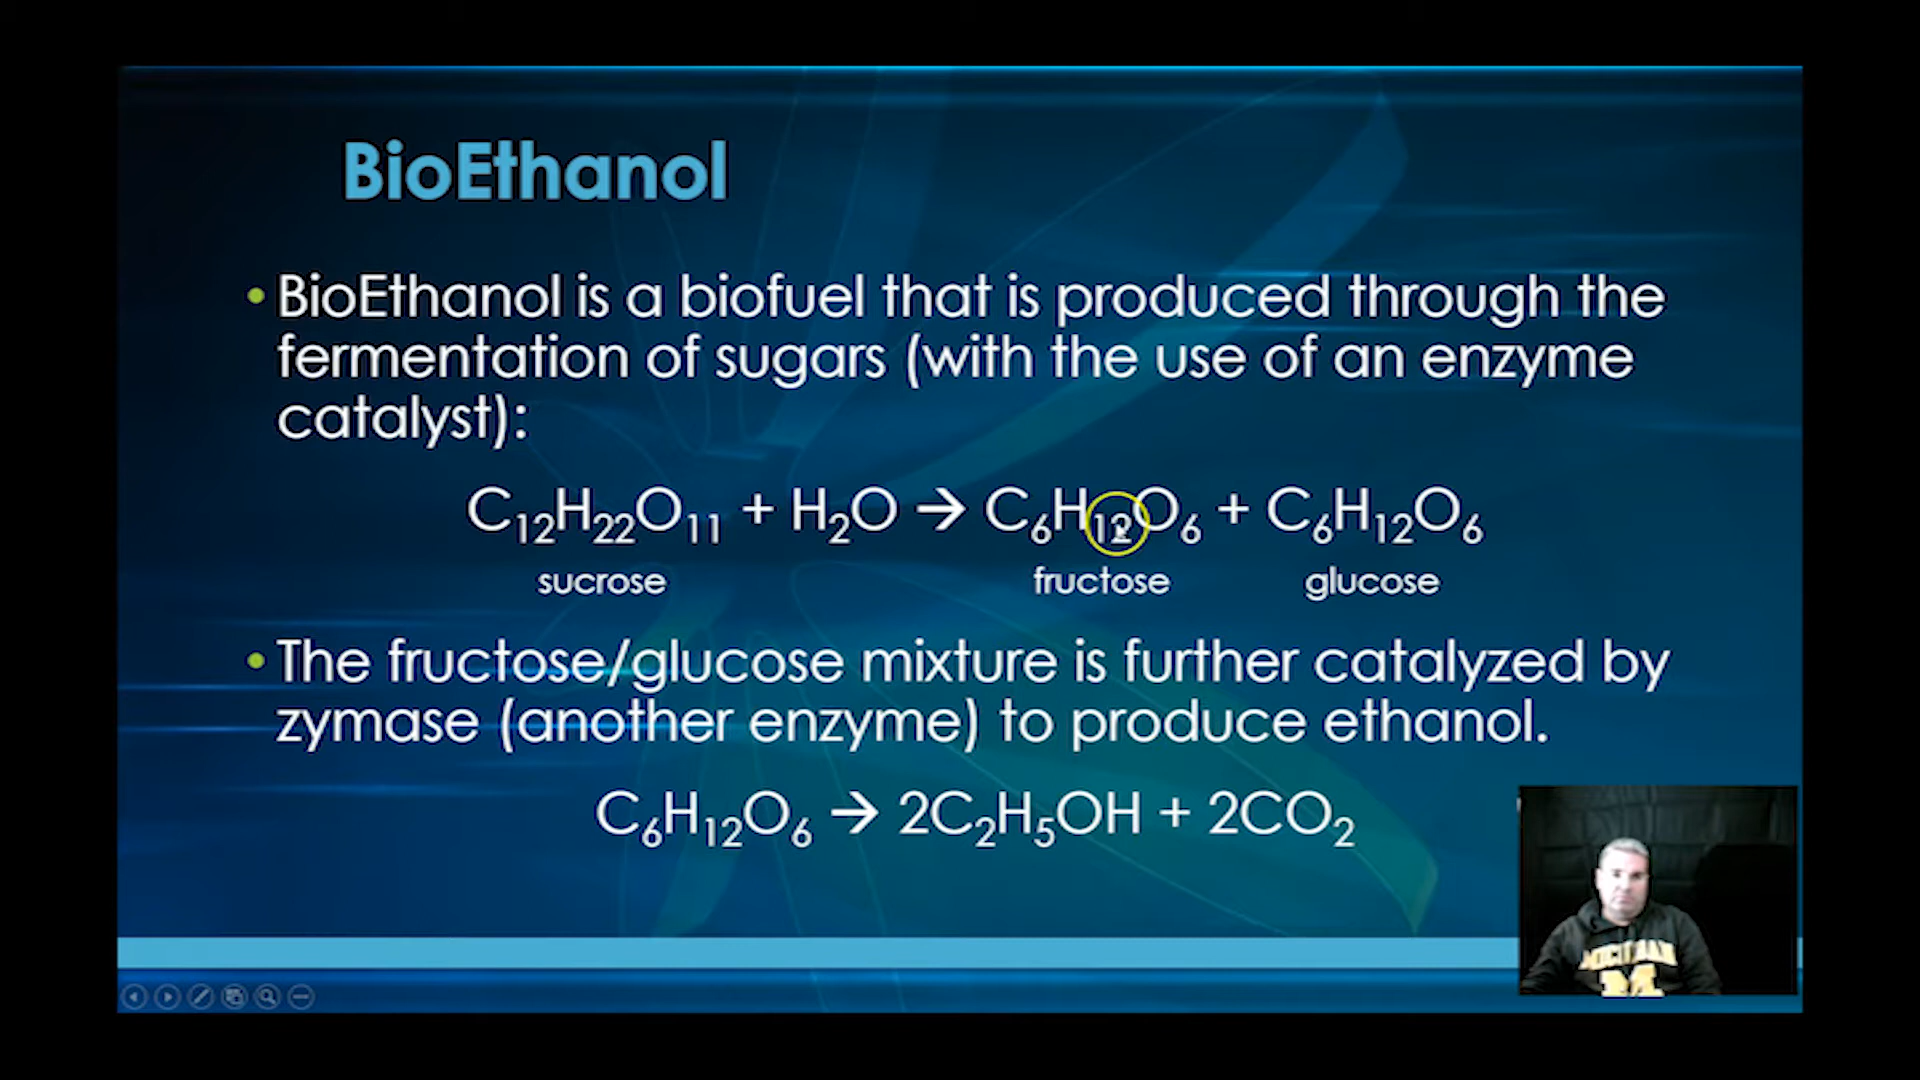 BioEthanol
• BioEthanol is a biofuel that is produced through the
fermentation of sugars (with the use of an enzyme
catalyst):
C₁₂H₂₂O₁₁ + H₂O → C₆H₁₂O₆ + C₆H₁₂O₆
sucrose fructose glucose
• The fructose/glucose mixture is further catalyzed by
zymase (another enzyme) to produce ethanol.
C₆H₁₂O₆ → 2C₂H₅OH + 2CO₂
MICHIGAN
M